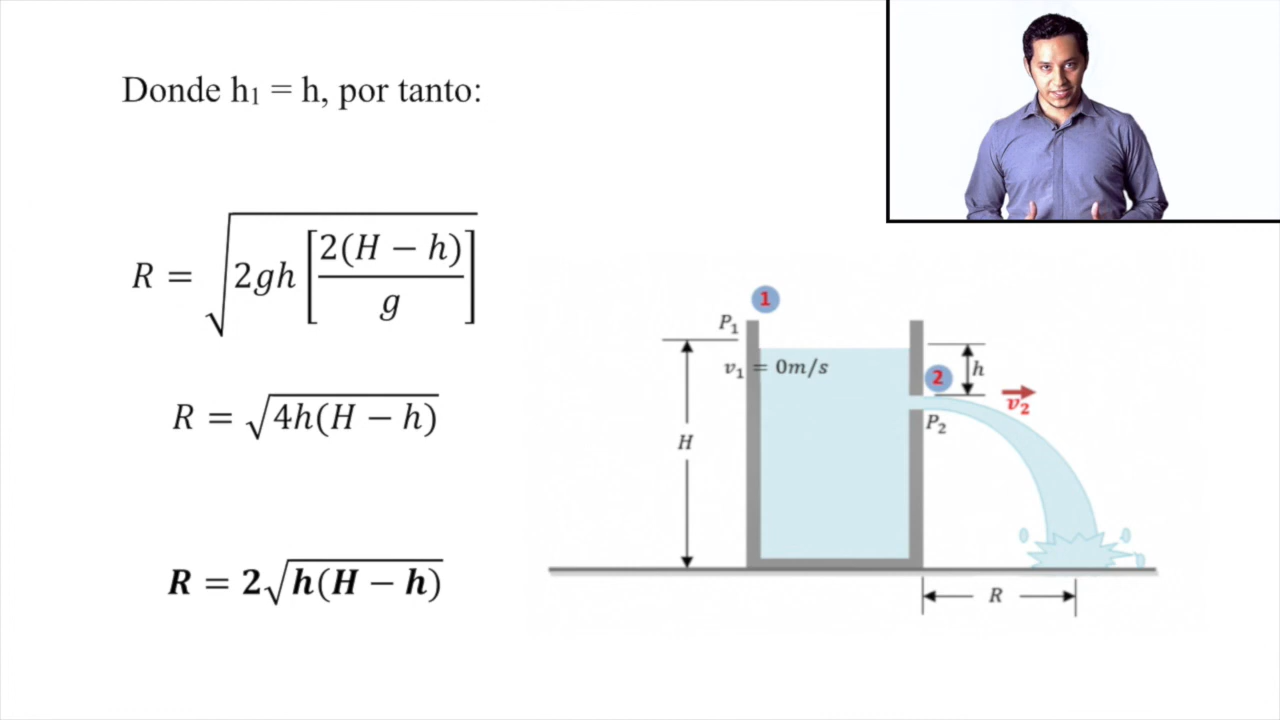 Donde h₁ = h, por tanto:
R = √(2gh [2(H − h)/g])
R = √(4h(H − h))
R = 2√(h(H − h))
1
P₁
v₁ = 0m/s
h
2
v₂
P₂
H
R